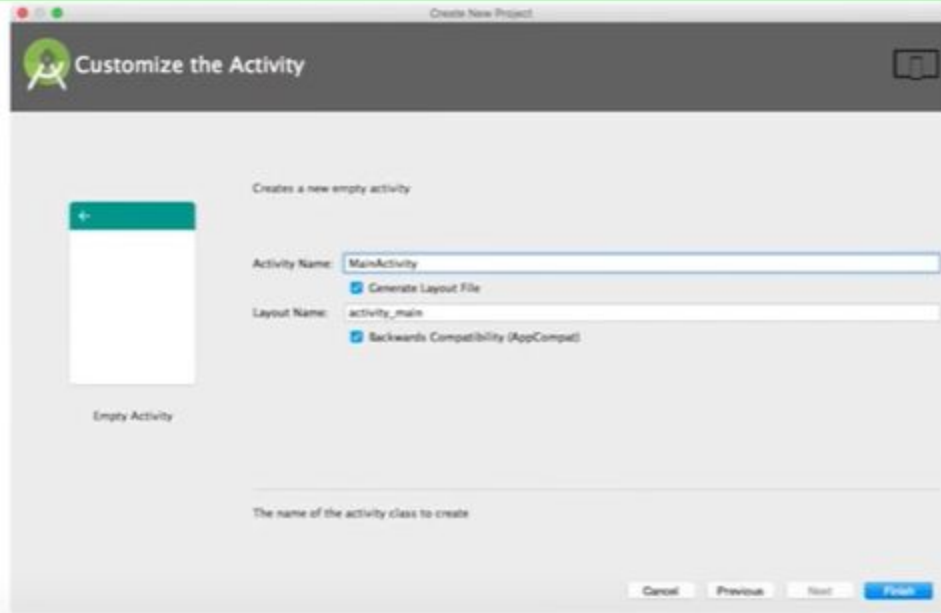 Create New Project
Customize the Activity
Creates a new empty activity
Activity Name: MainActivity
Generate Layout File
Layout Name: activity_main
Backwards Compatibility (AppCompat)
Empty Activity
The name of the activity class to create
Cancel Previous Next Finish